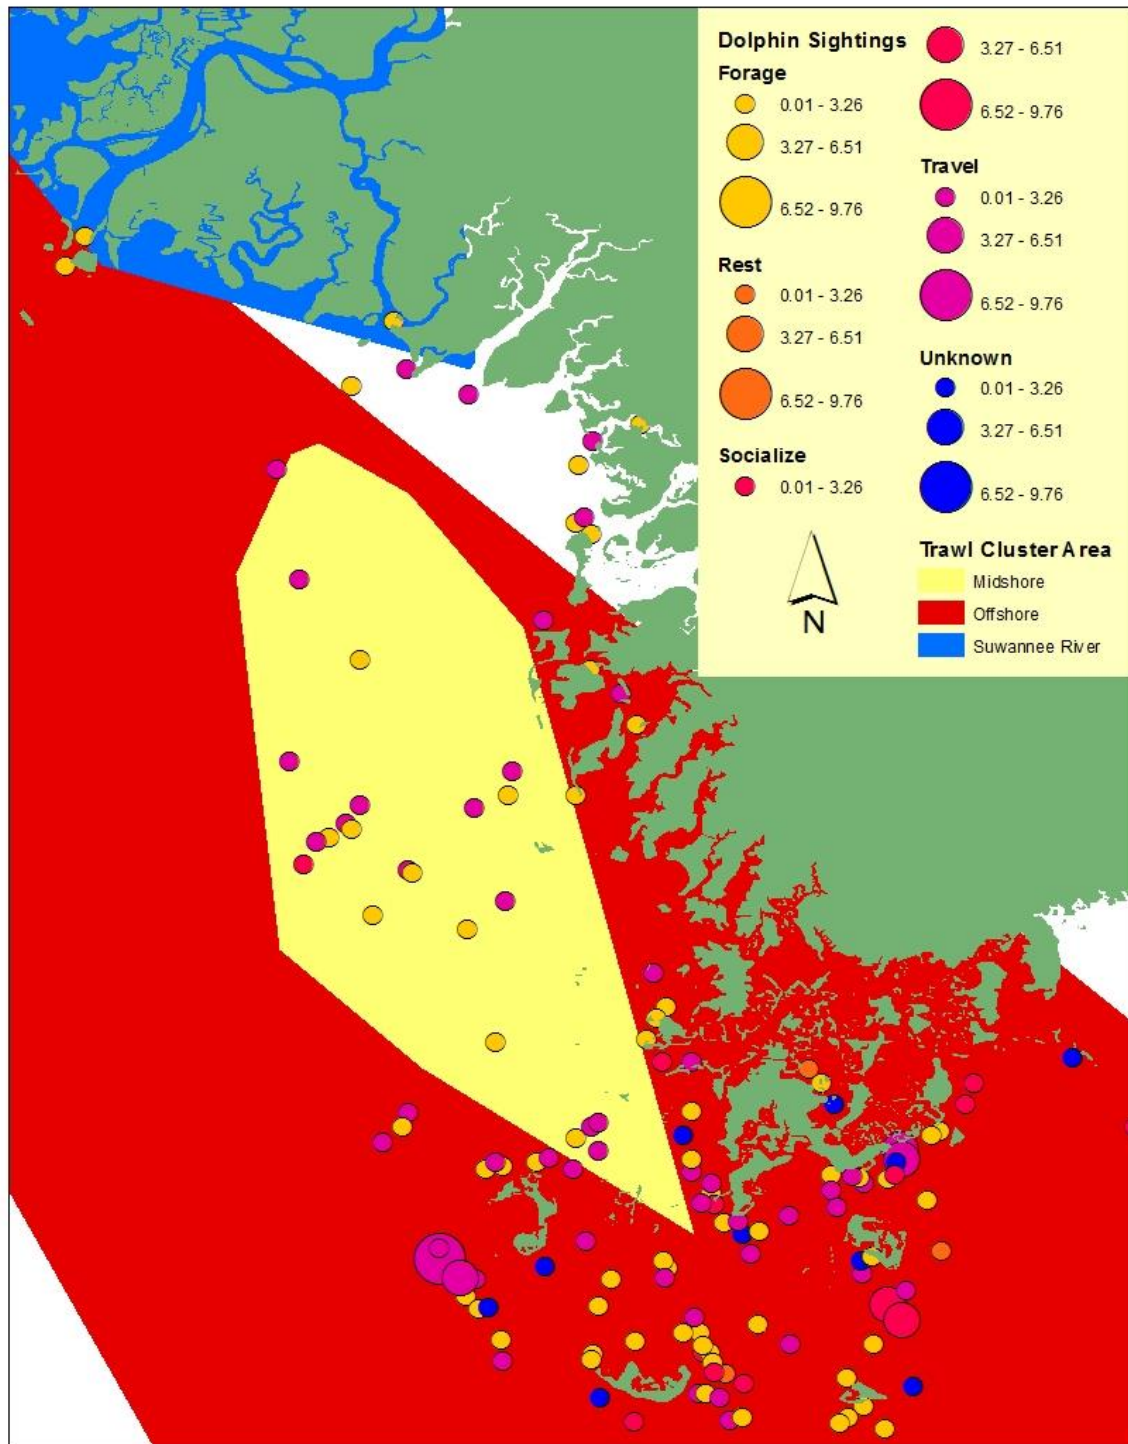 Dolphin Sightings
Forage
0.01 - 3.26
3.27 - 6.51
6.52 - 9.76
Rest
0.01 - 3.26
3.27 - 6.51
6.52 - 9.76
Socialize
0.01 - 3.26
N
3.27 - 6.51
6.52 - 9.76
Travel
0.01 - 3.26
3.27 - 6.51
6.52 - 9.76
Unknown
0.01 - 3.26
3.27 - 6.51
6.52 - 9.76
Trawl Cluster Area
Midshore
Offshore
Suwannee River